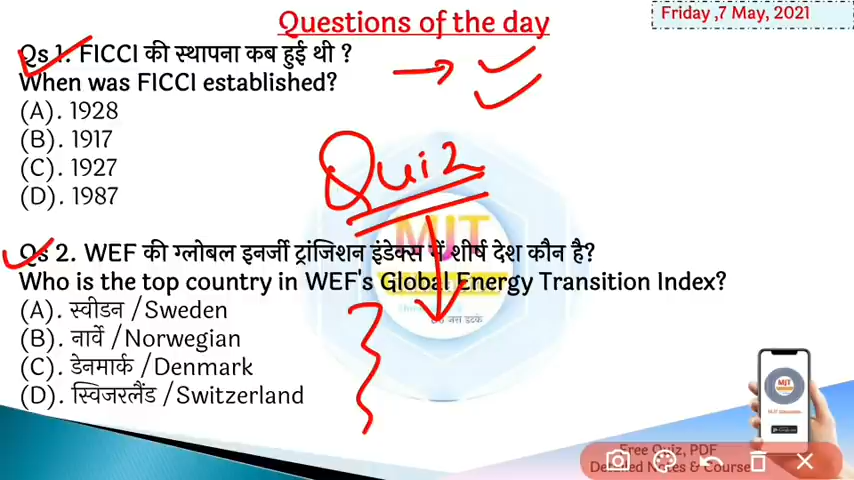 Questions of the day
Friday ,7 May, 2021
Qs 1. FICCI की स्थापना कब हुई थी ?
When was FICCI established?
(A). 1928
(B). 1917
(C). 1927
(D). 1987
Quiz
MJT
Qs 2. WEF की ग्लोबल इनर्जी ट्रांजिशन इंडेक्स में शीर्ष देश कौन है?
Who is the top country in WEF's Global Energy Transition Index?
(A). स्वीडन /Sweden
(B). नार्वे /Norwegian
(C). डेनमार्क /Denmark
(D). स्विजरलैंड /Switzerland
MJT
Free Quiz, PDF
Detailed Notes & Course